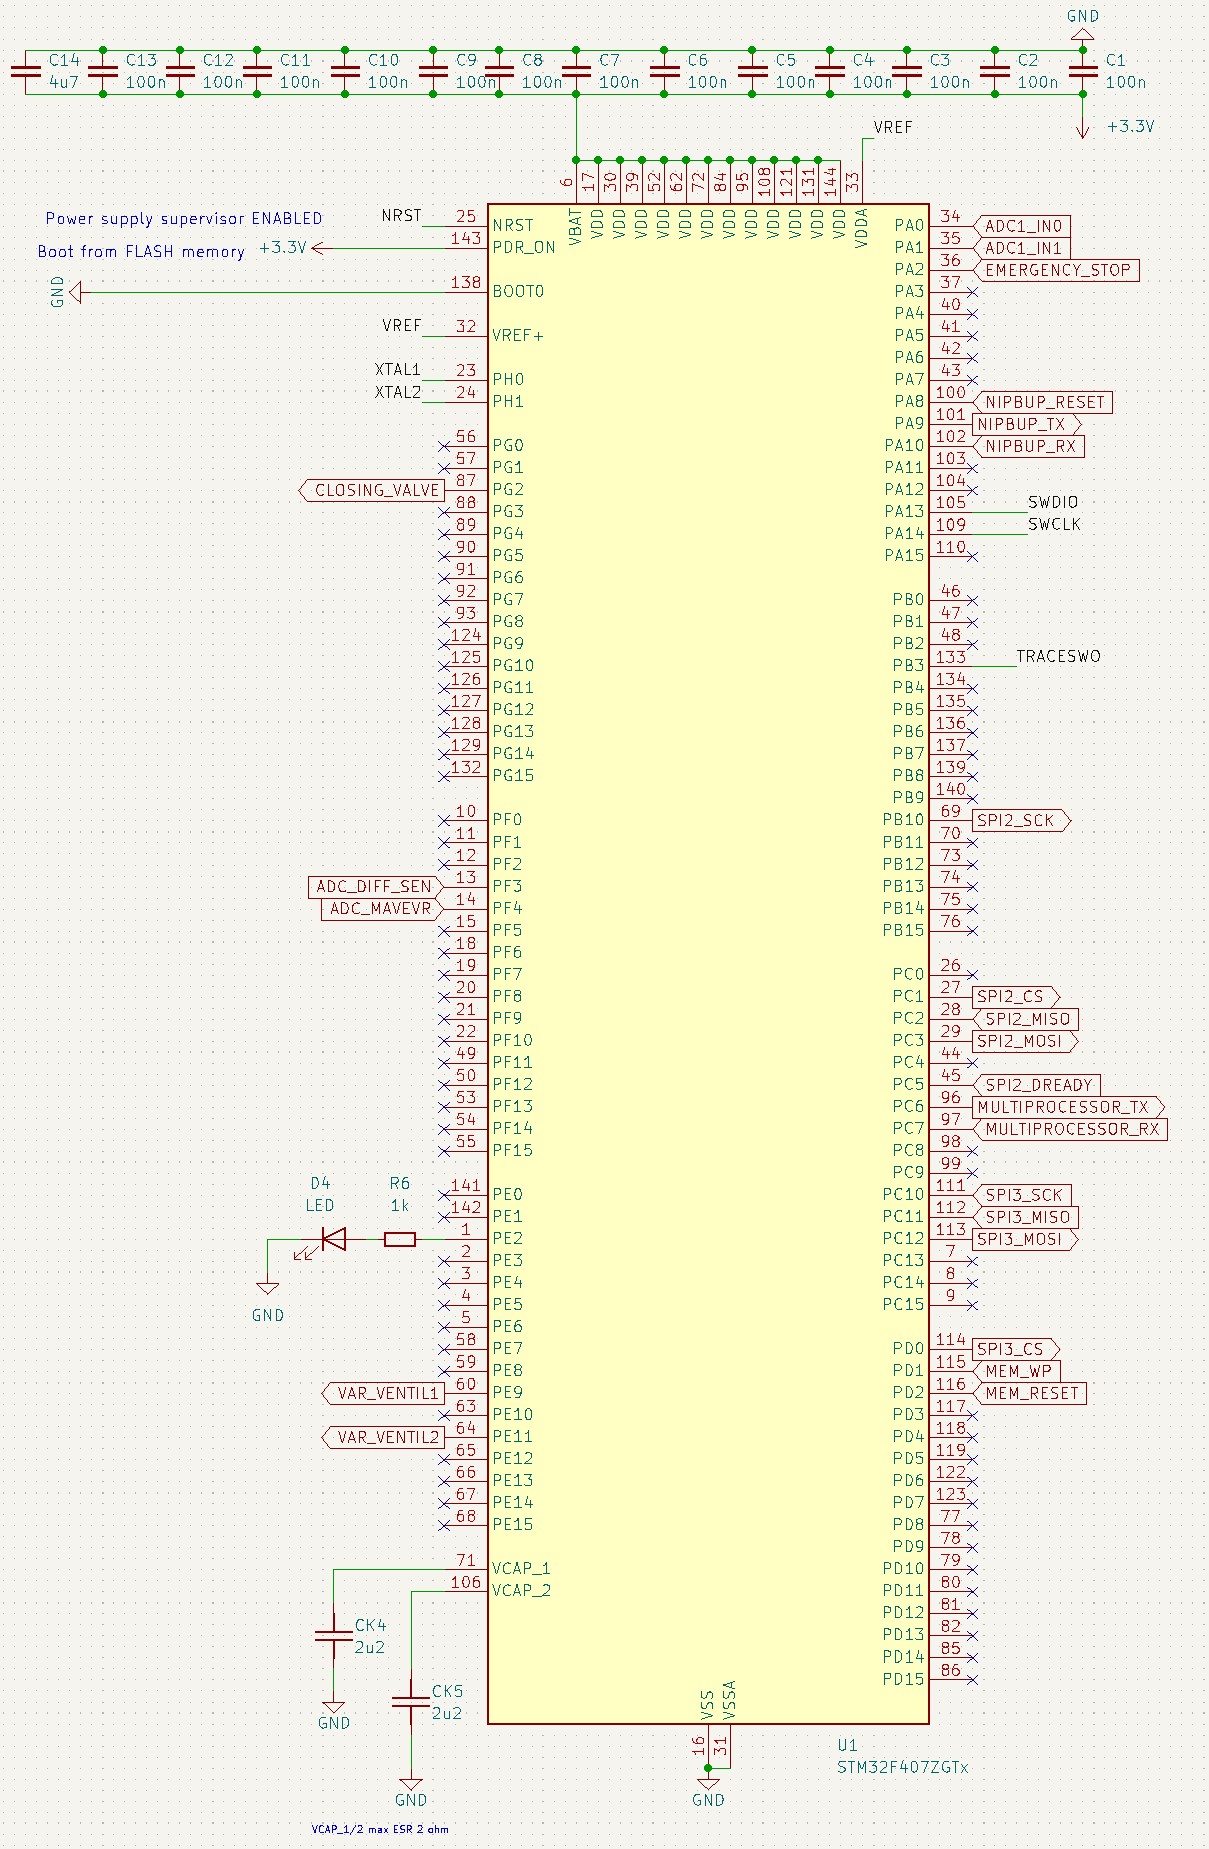 GND
C14 C13 C12 C11 C10 C9 C8 C7 C6 C5 C4 C3 C2 C1
4u7 100n 100n 100n 100n 100n 100n 100n 100n 100n 100n 100n 100n 100n
+3.3V
VREF
6 17 30 39 52 62 72 84 95 108 121 131 144 33
VBAT VDD VDD VDD VDD VDD VDD VDD VDD VDD VDD VDD VDD VDDA
Power supply supervisor ENABLED
Boot from FLASH memory
NRST 25 NRST
+3.3V 143 PDR_ON
GND 138 BOOT0
VREF 32 VREF+
XTAL1 23 PH0
XTAL2 24 PH1
56 PG0
57 PG1
CLOSING_VALVE 87 PG2
88 PG3
89 PG4
90 PG5
91 PG6
92 PG7
93 PG8
124 PG9
125 PG10
126 PG11
127 PG12
128 PG13
129 PG14
132 PG15
10 PF0
11 PF1
12 PF2
ADC_DIFF_SEN 13 PF3
ADC_MAVEVR 14 PF4
15 PF5
18 PF6
19 PF7
20 PF8
21 PF9
22 PF10
49 PF11
50 PF12
53 PF13
54 PF14
55 PF15
141 PE0
142 PE1
D4 R6
LED 1k
1 PE2
GND
2 PE3
3 PE4
4 PE5
5 PE6
58 PE7
59 PE8
VAR_VENTIL1 60 PE9
63 PE10
VAR_VENTIL2 64 PE11
65 PE12
66 PE13
67 PE14
68 PE15
71 VCAP_1
106 VCAP_2
CK4
2u2
GND
CK5
2u2
GND
VCAP_1/2 max ESR 2 ohm
PA0 34 ADC1_IN0
PA1 35 ADC1_IN1
PA2 36 EMERGENCY_STOP
PA3 37
PA4 40
PA5 41
PA6 42
PA7 43
PA8 100 NIPBUP_RESET
PA9 101 NIPBUP_TX
PA10 102 NIPBUP_RX
PA11 103
PA12 104
PA13 105 SWDIO
PA14 109 SWCLK
PA15 110
PB0 46
PB1 47
PB2 48
PB3 133 TRACESWO
PB4 134
PB5 135
PB6 136
PB7 137
PB8 139
PB9 140
PB10 69 SPI2_SCK
PB11 70
PB12 73
PB13 74
PB14 75
PB15 76
PC0 26
PC1 27 SPI2_CS
PC2 28 SPI2_MISO
PC3 29 SPI2_MOSI
PC4 44
PC5 45 SPI2_DREADY
PC6 96 MULTIPROCESSOR_TX
PC7 97 MULTIPROCESSOR_RX
PC8 98
PC9 99
PC10 111 SPI3_SCK
PC11 112 SPI3_MISO
PC12 113 SPI3_MOSI
PC13 7
PC14 8
PC15 9
PD0 114 SPI3_CS
PD1 115 MEM_WP
PD2 116 MEM_RESET
PD3 117
PD4 118
PD5 119
PD6 122
PD7 123
PD8 77
PD9 78
PD10 79
PD11 80
PD12 81
PD13 82
PD14 85
PD15 86
VSS VSSA
16 31
GND
U1
STM32F407ZGTx